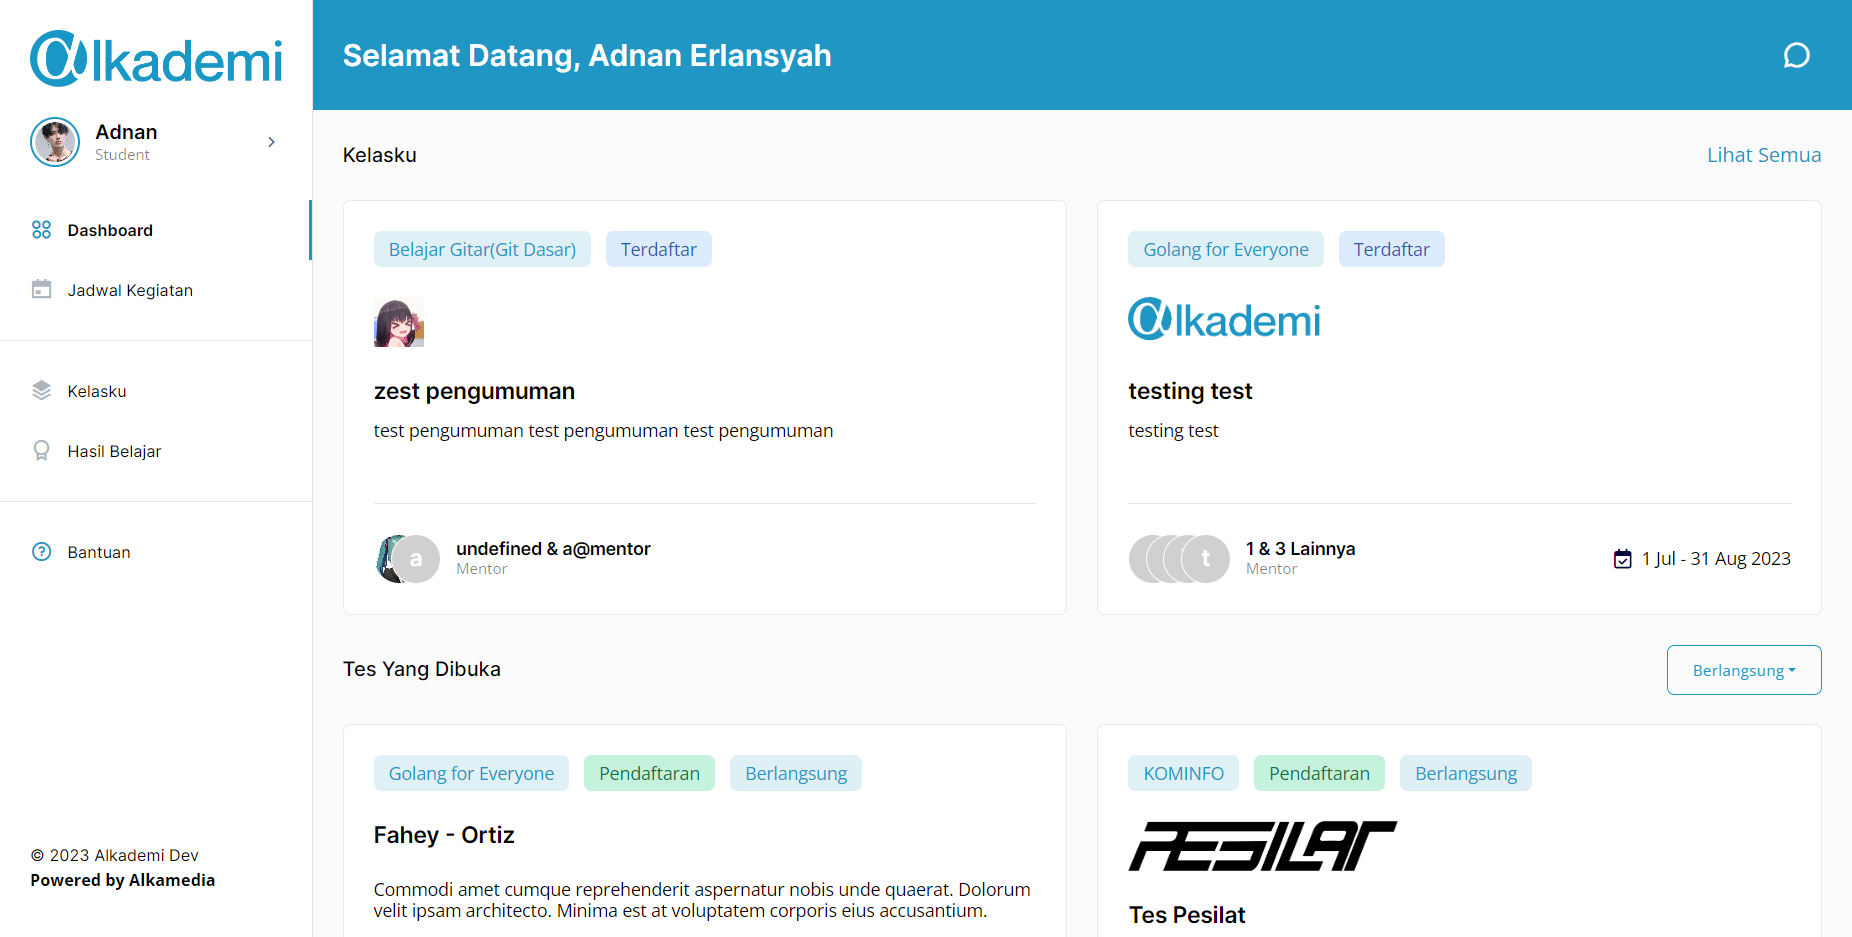 Alkademi
Adnan
Student
Dashboard
Jadwal Kegiatan
Kelasku
Hasil Belajar
Bantuan
© 2023 Alkademi Dev
Powered by Alkamedia
Selamat Datang, Adnan Erlansyah
Kelasku
Lihat Semua
Belajar Gitar(Git Dasar) Terdaftar
zest pengumuman
test pengumuman test pengumuman test pengumuman
a
undefined & a@mentor
Mentor
Golang for Everyone Terdaftar
Alkademi
testing test
testing test
t
1 & 3 Lainnya
Mentor
1 Jul - 31 Aug 2023
Tes Yang Dibuka
Berlangsung
Golang for Everyone Pendaftaran Berlangsung
Fahey - Ortiz
Commodi amet cumque reprehenderit aspernatur nobis unde quaerat. Dolorum
velit ipsam architecto. Minima est at voluptatem corporis eius accusantium.
KOMINFO Pendaftaran Berlangsung
PESILAT
Tes Pesilat